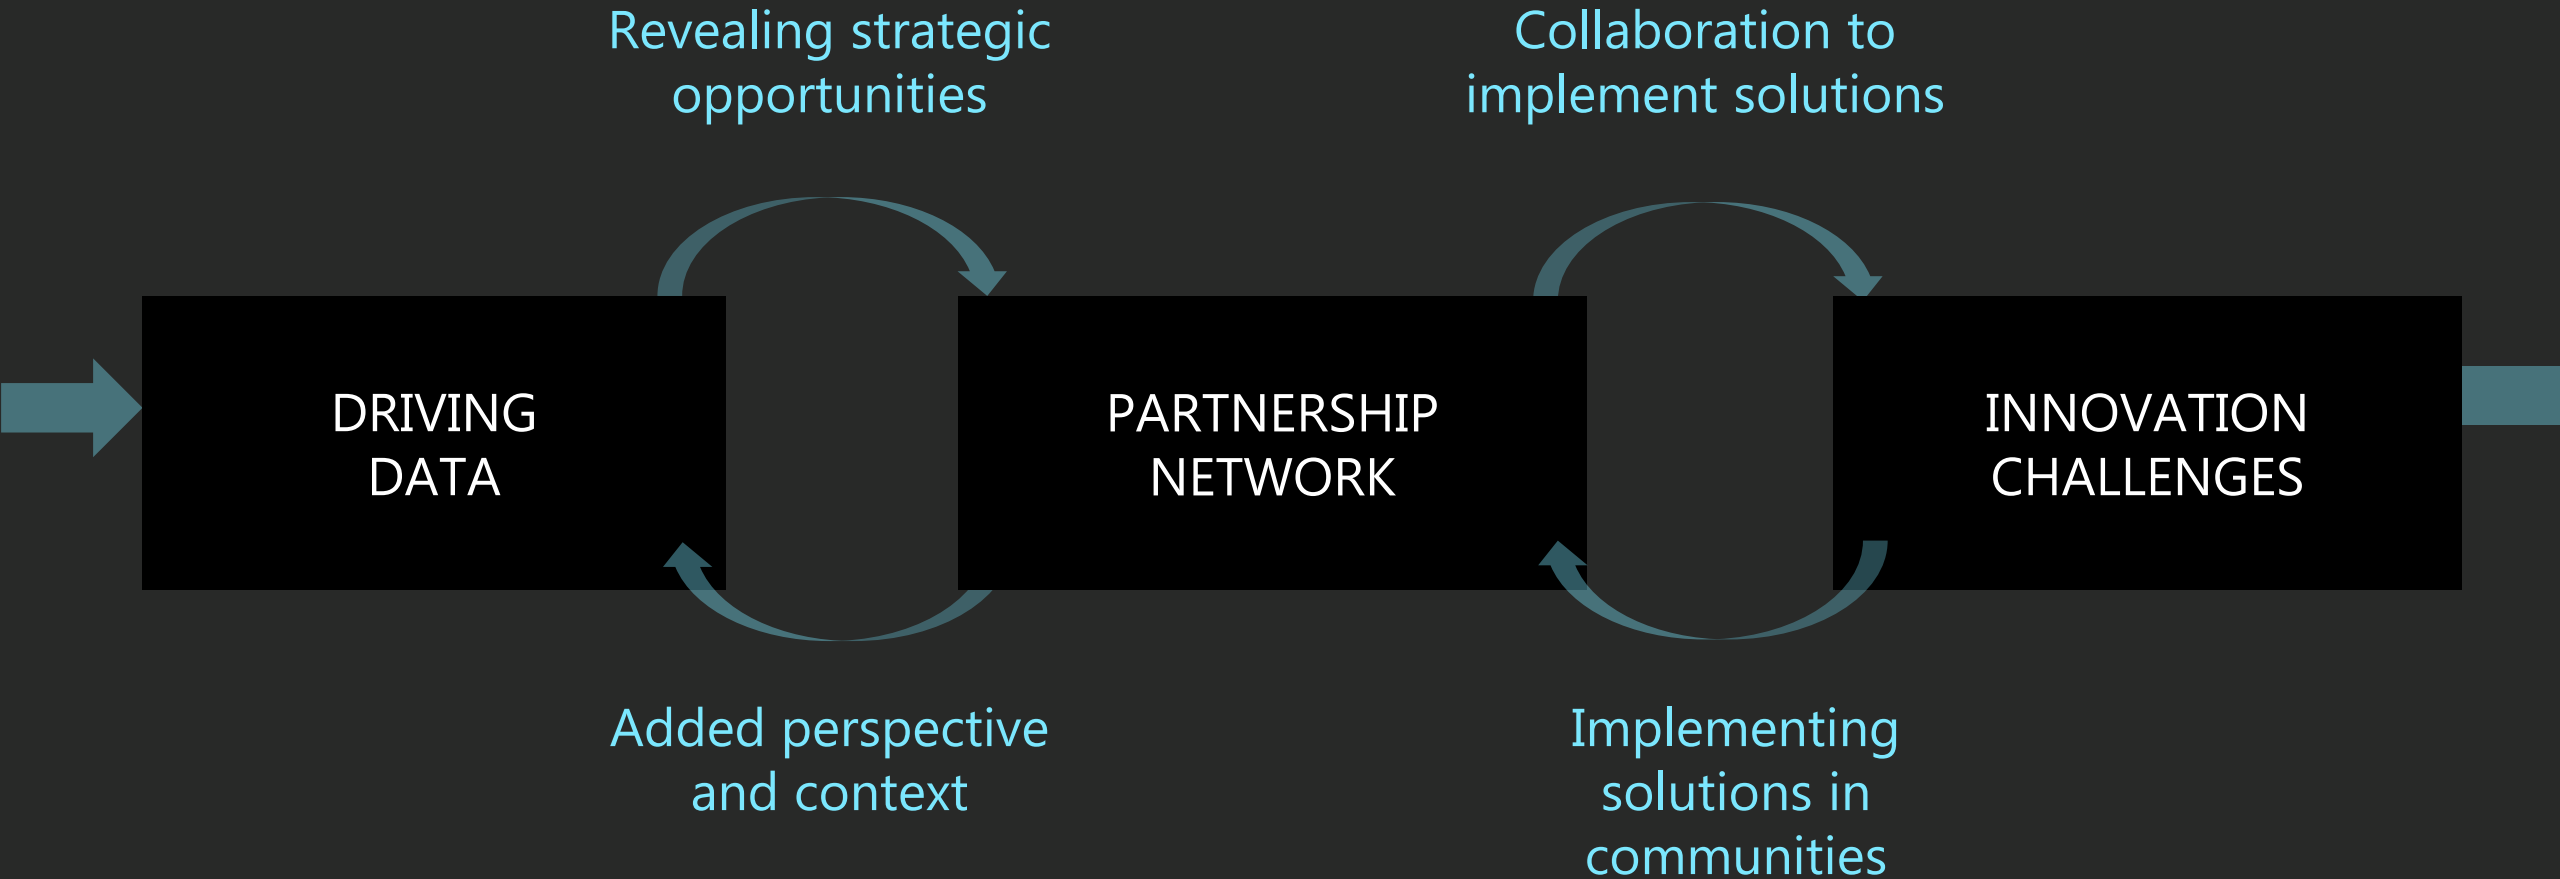 Revealing strategic
opportunities
Collaboration to
implement solutions
DRIVING
DATA
PARTNERSHIP
NETWORK
INNOVATION
CHALLENGES
Added perspective
and context
Implementing
solutions in
communities